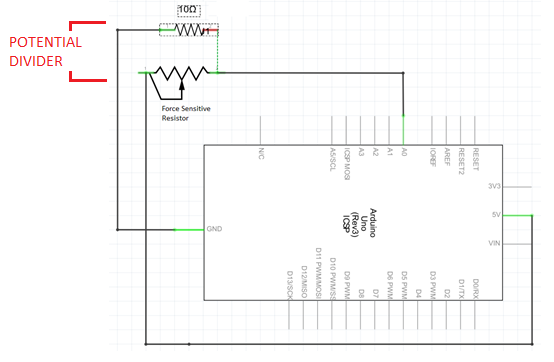 10Ω
POTENTIAL
DIVIDER
Force Sensitive
Resistor
N/C
A5/SCL
ICSP MOSI
A3
A2
A1
A0
IOREF
AREF
RESET2
RESET
3V3
5V
VIN
GND
Arduino
Uno
(Rev3)
ICSP
D13/SCK
D12/MISO
D11 PWM/MOSI
D10 PWM/SS
D9 PWM
D8
D7
D6 PWM
D5 PWM
D4
D3 PWM
D2
D1/TX
D0/RX